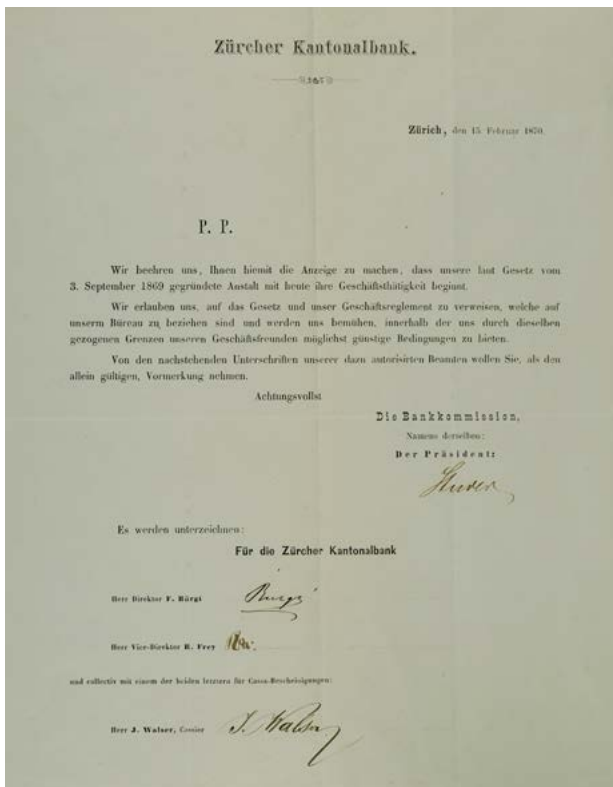 Zürcher Kantonalbank.
Zürich, den 15. Februar 1870.
P. P.
Wir beehren uns, Ihnen hiemit die Anzeige zu machen, dass unsere laut Gesetz vom
3. September 1869 gegründete Anstalt mit heute ihre Geschäftsthätigkeit beginnt.
Wir erlauben uns, auf das Gesetz und unser Geschäftsreglement zu verweisen, welche auf
unserm Büreau zu beziehen sind und werden uns bemühen, innerhalb der uns durch dieselben
gezogenen Grenzen unseren Geschäftsfreunden möglichst günstige Bedingungen zu bieten.
Von den nachstehenden Unterschriften unserer dazu autorisirten Beamten wollen Sie, als den
allein gültigen, Vormerkung nehmen.
Achtungsvollst
Die Bankkommission,
Namens derselben:
Der Präsident:
Studer
Es werden unterzeichnen:
Für die Zürcher Kantonalbank
Herr Direktor F. Bürgi Burgi
Herr Vice-Direktor R. Frey
und collectiv mit einem der beiden letztern für Cassa-Bescheinigungen:
Herr J. Walser, Cassier J. Walser